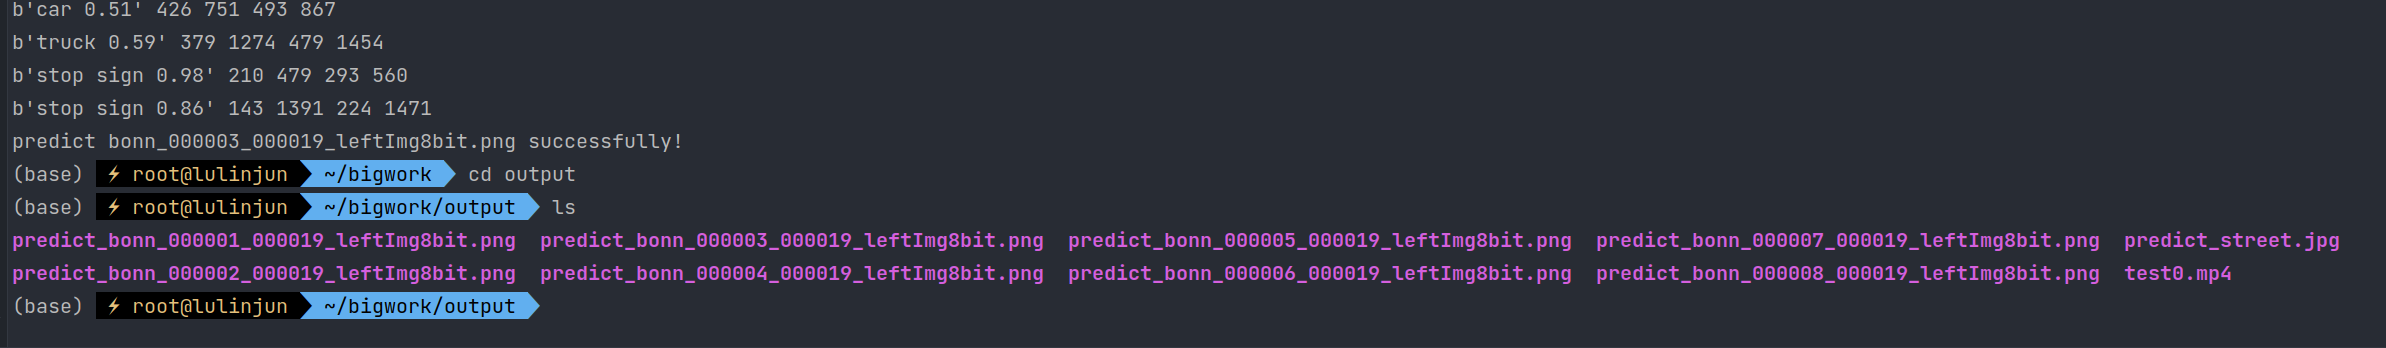 b'car 0.51' 426 751 493 867
b'truck 0.59' 379 1274 479 1454
b'stop sign 0.98' 210 479 293 560
b'stop sign 0.86' 143 1391 224 1471
predict bonn_000003_000019_leftImg8bit.png successfully!
(base) ⚡ root@lulinjun ~/bigwork cd output
(base) ⚡ root@lulinjun ~/bigwork/output ls
predict_bonn_000001_000019_leftImg8bit.png predict_bonn_000003_000019_leftImg8bit.png predict_bonn_000005_000019_leftImg8bit.png predict_bonn_000007_000019_leftImg8bit.png predict_street.jpg
predict_bonn_000002_000019_leftImg8bit.png predict_bonn_000004_000019_leftImg8bit.png predict_bonn_000006_000019_leftImg8bit.png predict_bonn_000008_000019_leftImg8bit.png test0.mp4
(base) ⚡ root@lulinjun ~/bigwork/output